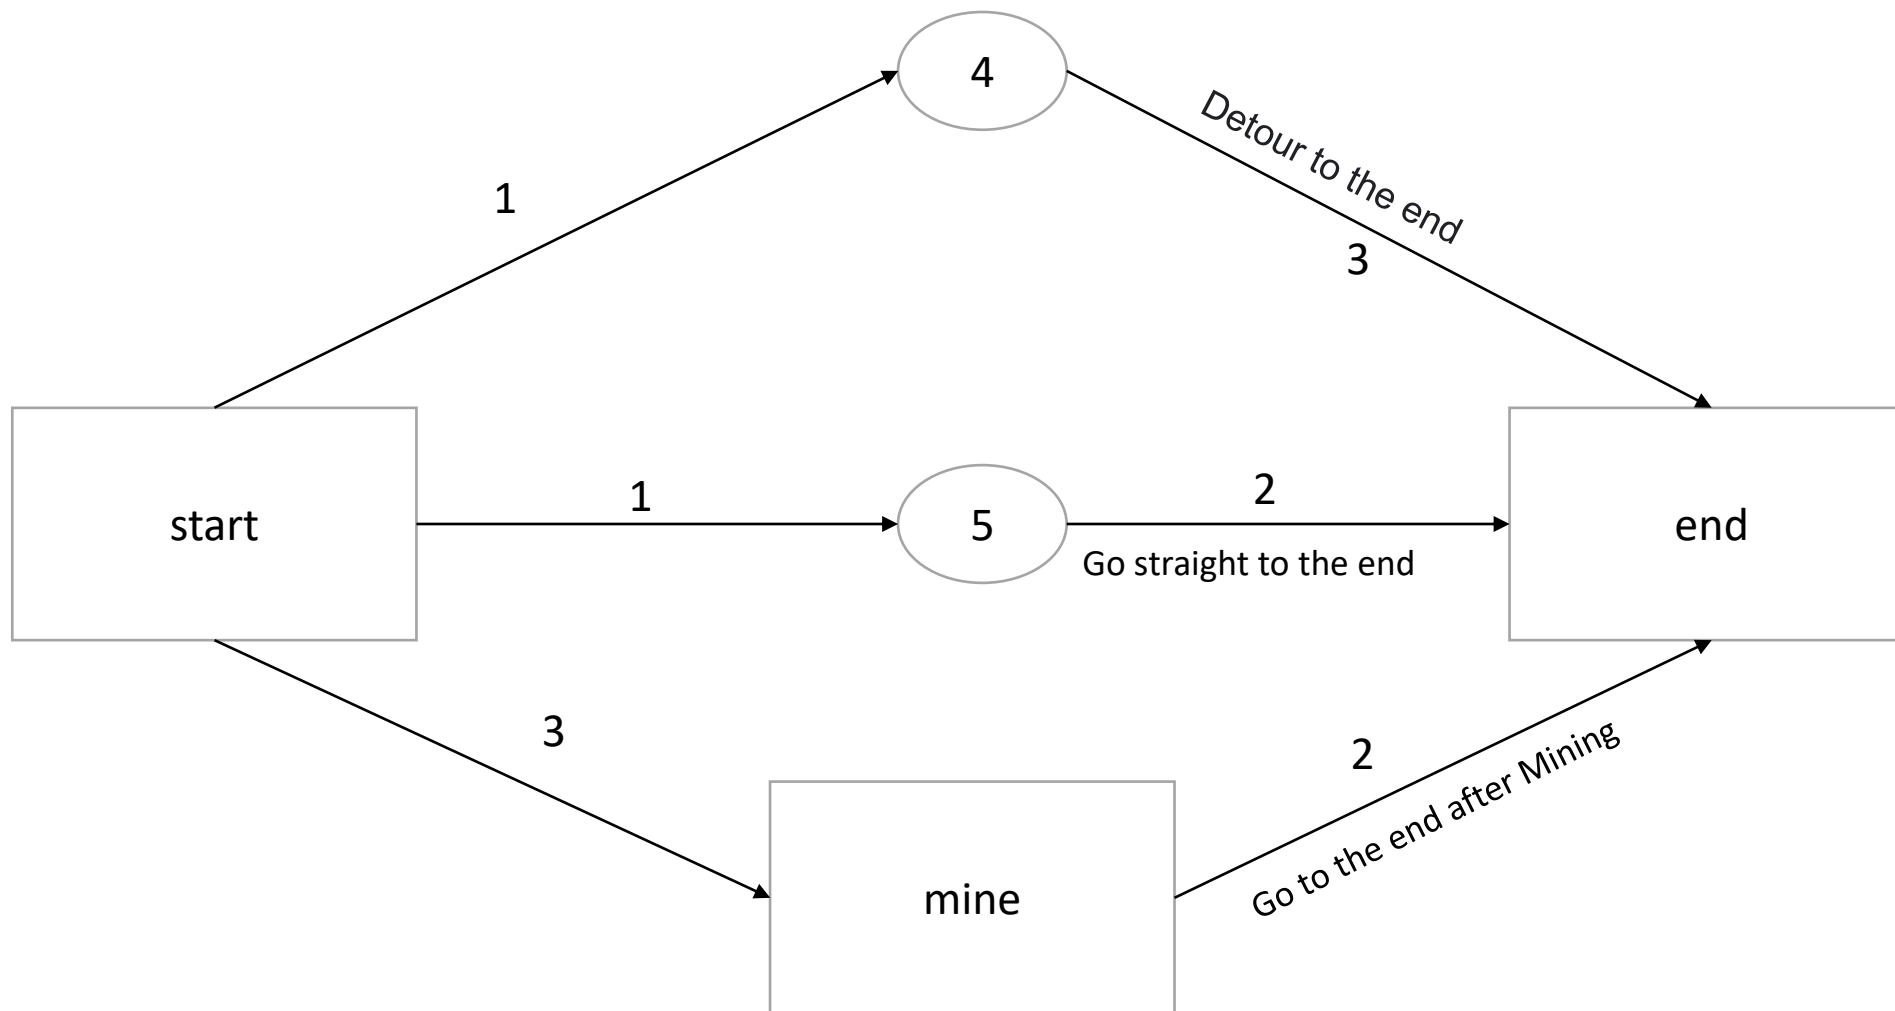 4
Detour to the end
1
3
start
1
5
2
Go straight to the end
end
3
2
Go to the end after Mining
mine